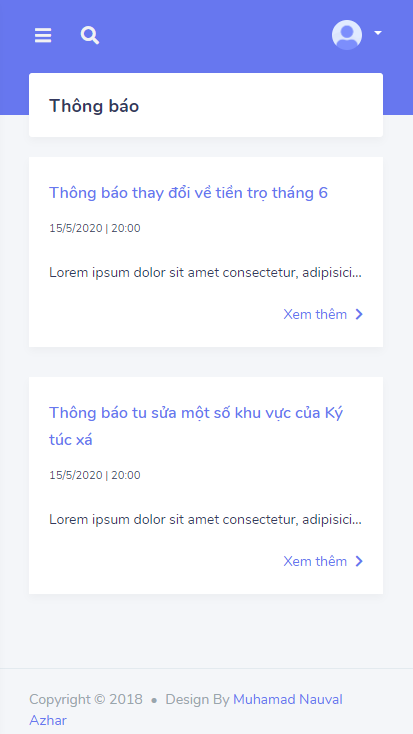 Thông báo
Thông báo thay đổi về tiền trọ tháng 6
15/5/2020 | 20:00
Lorem ipsum dolor sit amet consectetur, adipisici...
Xem thêm
Thông báo tu sửa một số khu vực của Ký
túc xá
15/5/2020 | 20:00
Lorem ipsum dolor sit amet consectetur, adipisici...
Xem thêm
Copyright © 2018 • Design By Muhamad Nauval
Azhar